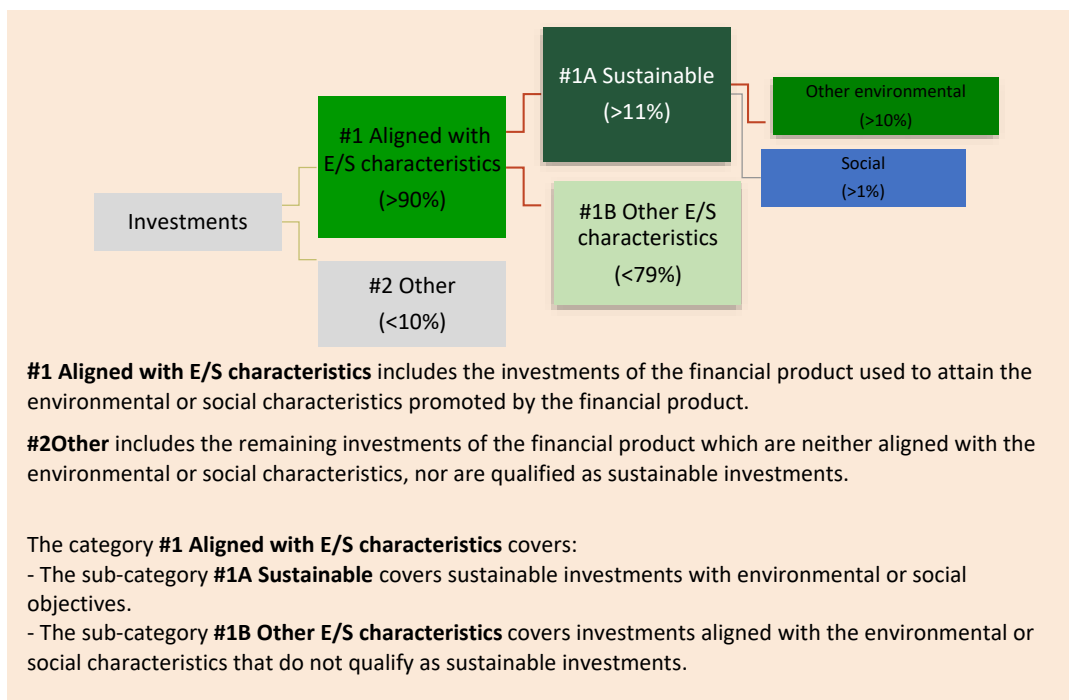 Investments
#1 Aligned with
E/S characteristics
(>90%)
#2 Other
(<10%)
#1A Sustainable
(>11%)
#1B Other E/S
characteristics
(<79%)
Other environmental
(>10%)
Social
(>1%)
#1 Aligned with E/S characteristics includes the investments of the financial product used to attain the
environmental or social characteristics promoted by the financial product.
#2Other includes the remaining investments of the financial product which are neither aligned with the
environmental or social characteristics, nor are qualified as sustainable investments.
The category #1 Aligned with E/S characteristics covers:
- The sub-category #1A Sustainable covers sustainable investments with environmental or social
objectives.
- The sub-category #1B Other E/S characteristics covers investments aligned with the environmental or
social characteristics that do not qualify as sustainable investments.